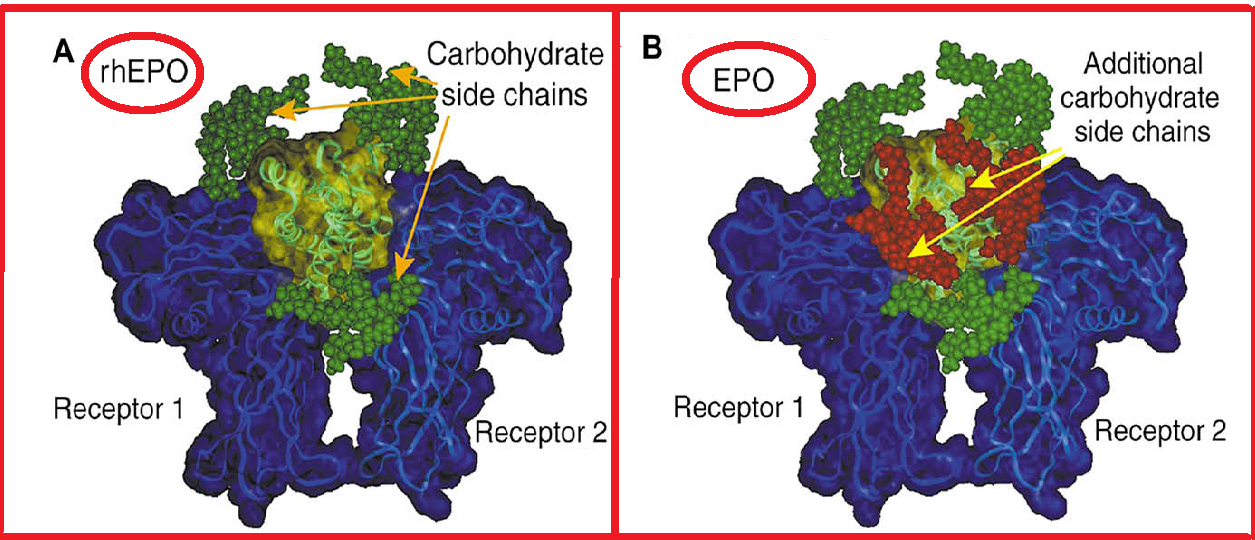 A
rhEPO
Carbohydrate
side chains
Receptor 1
Receptor 2
B
EPO
Additional
carbohydrate
side chains
Receptor 1
Receptor 2